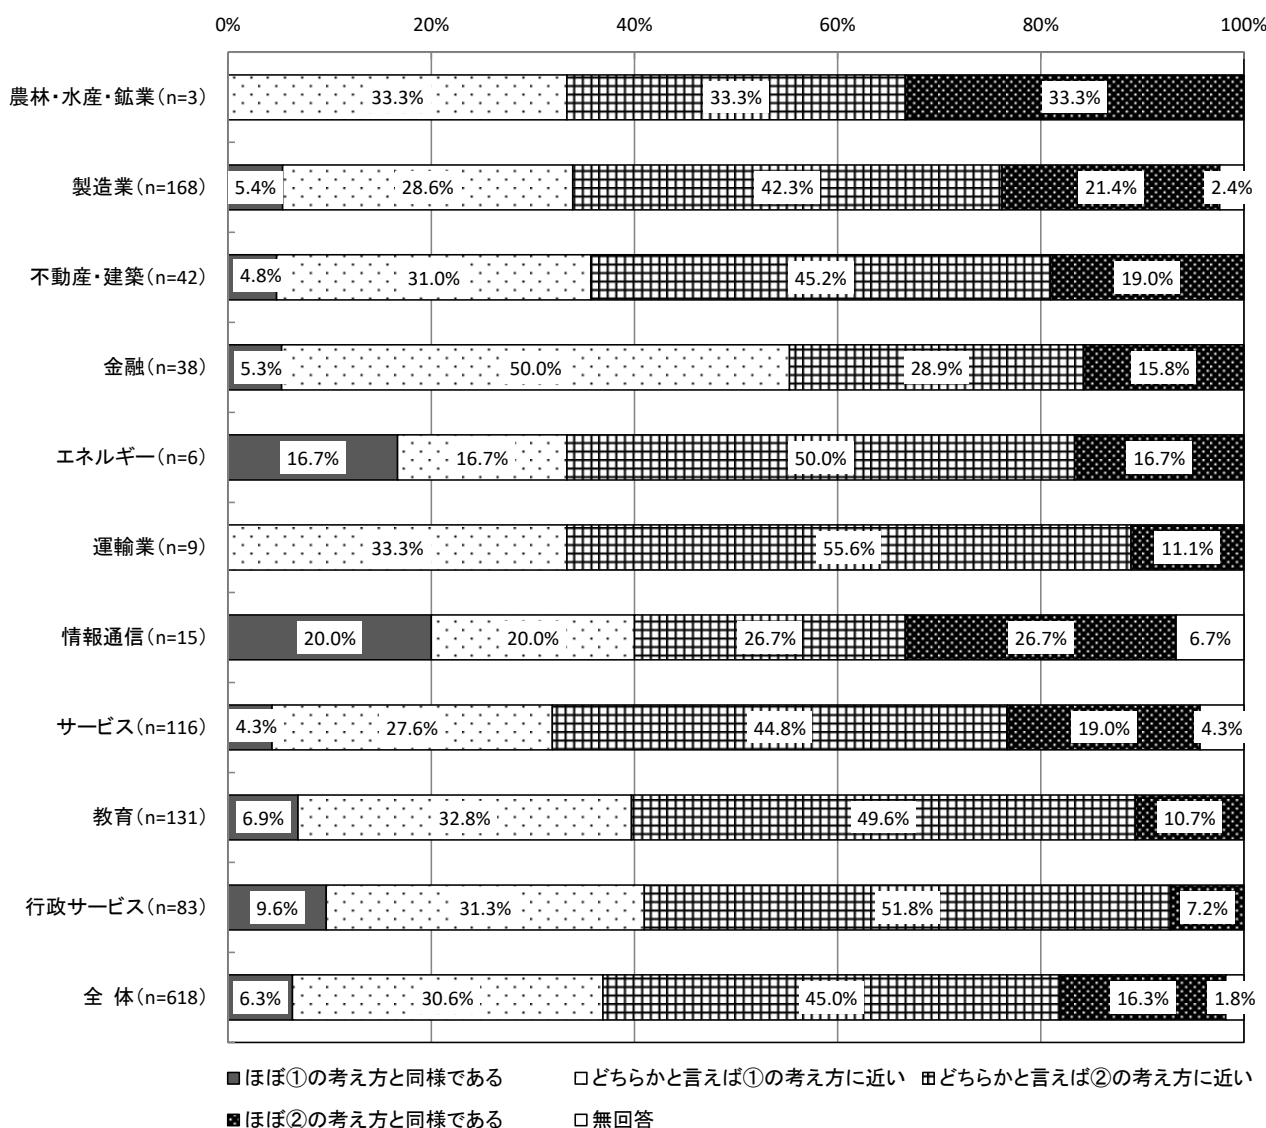 0% 20% 40% 60% 80% 100%
農林・水産・鉱業(n=3) 33.3% 33.3% 33.3%
製造業(n=168) 5.4% 28.6% 42.3% 21.4% 2.4%
不動産・建築(n=42) 4.8% 31.0% 45.2% 19.0%
金融(n=38) 5.3% 50.0% 28.9% 15.8%
エネルギー(n=6) 16.7% 16.7% 50.0% 16.7%
運輸業(n=9) 33.3% 55.6% 11.1%
情報通信(n=15) 20.0% 20.0% 26.7% 26.7% 6.7%
サービス(n=116) 4.3% 27.6% 44.8% 19.0% 4.3%
教育(n=131) 6.9% 32.8% 49.6% 10.7%
行政サービス(n=83) 9.6% 31.3% 51.8% 7.2%
全 体(n=618) 6.3% 30.6% 45.0% 16.3% 1.8%
ほぼ①の考え方と同様である どちらかと言えば①の考え方に近い どちらかと言えば②の考え方に近い
ほぼ②の考え方と同様である 無回答